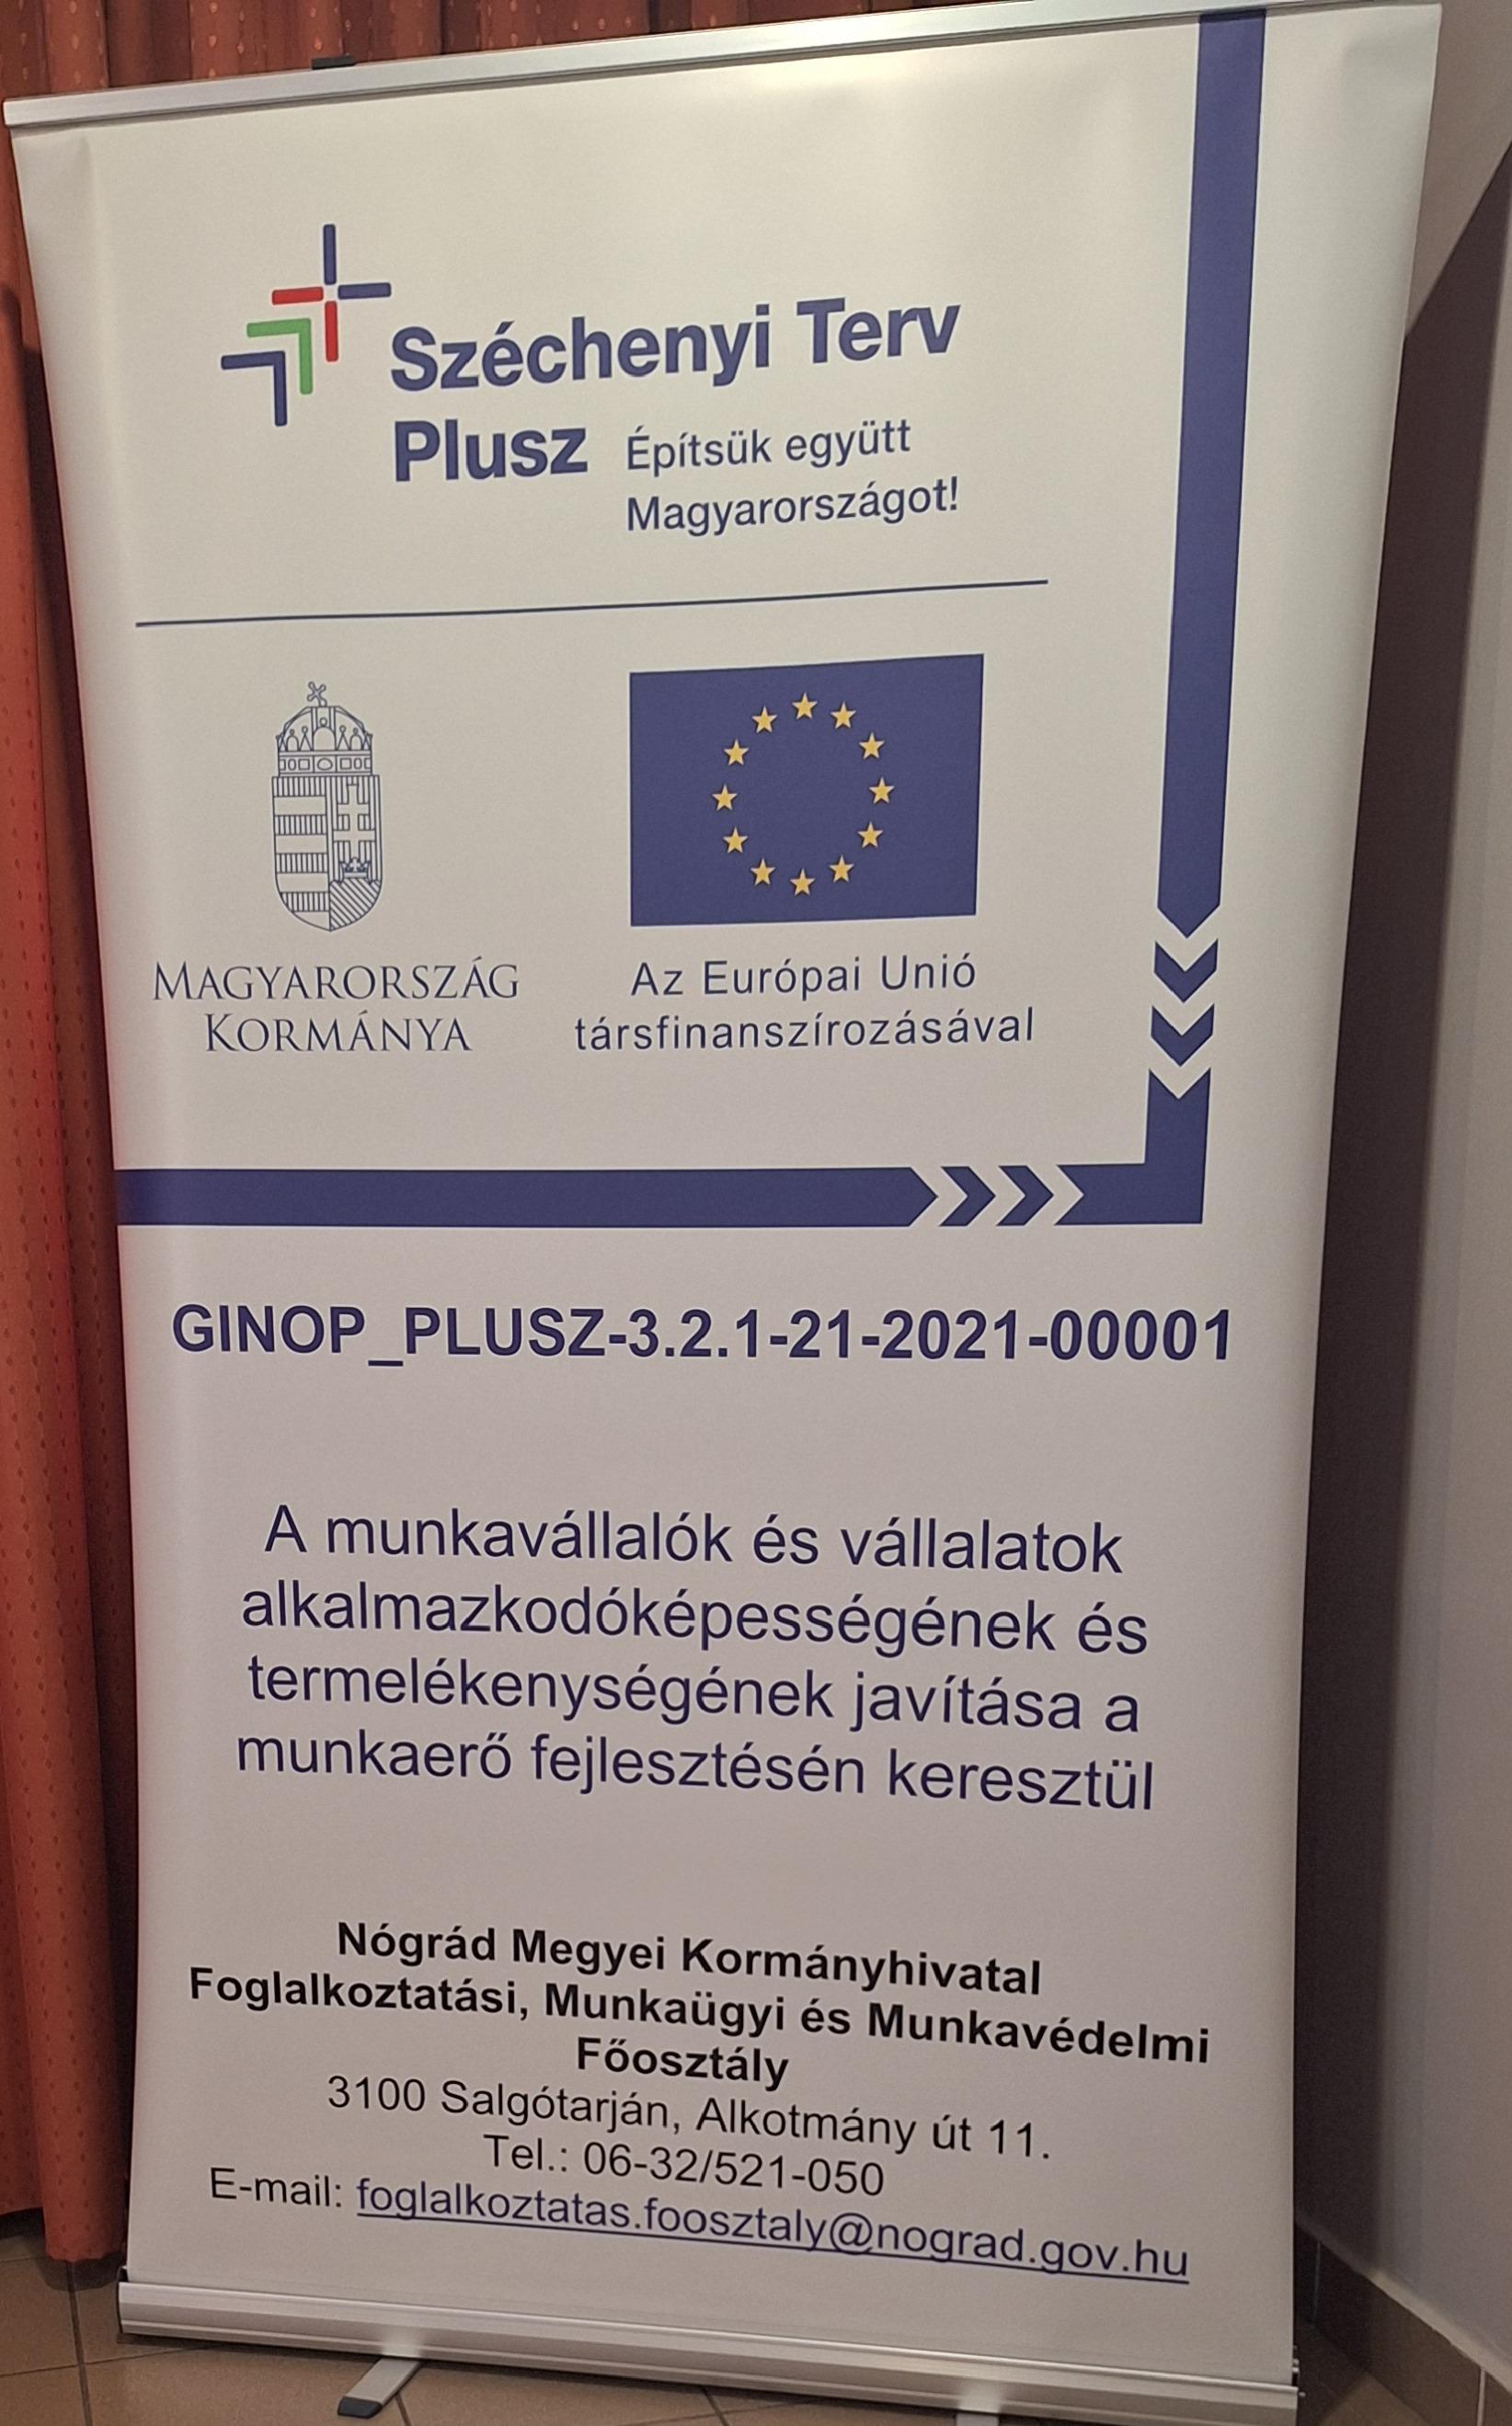 Széchenyi Terv
Plusz Építsük együtt
Magyarországot!
MAGYARORSZÁG
KORMÁNYA
Az Európai Unió
társfinanszírozásával
GINOP_PLUSZ-3.2.1-21-2021-00001
A munkavállalók és vállalatok
alkalmazkodóképességének és
termelékenységének javítása a
munkaerő fejlesztésén keresztül
Nógrád Megyei Kormányhivatal
Foglalkoztatási, Munkaügyi és Munkavédelmi
Főosztály
3100 Salgótarján, Alkotmány út 11.
Tel.: 06-32/521-050
E-mail: foglalkoztatas.foosztaly@nograd.gov.hu